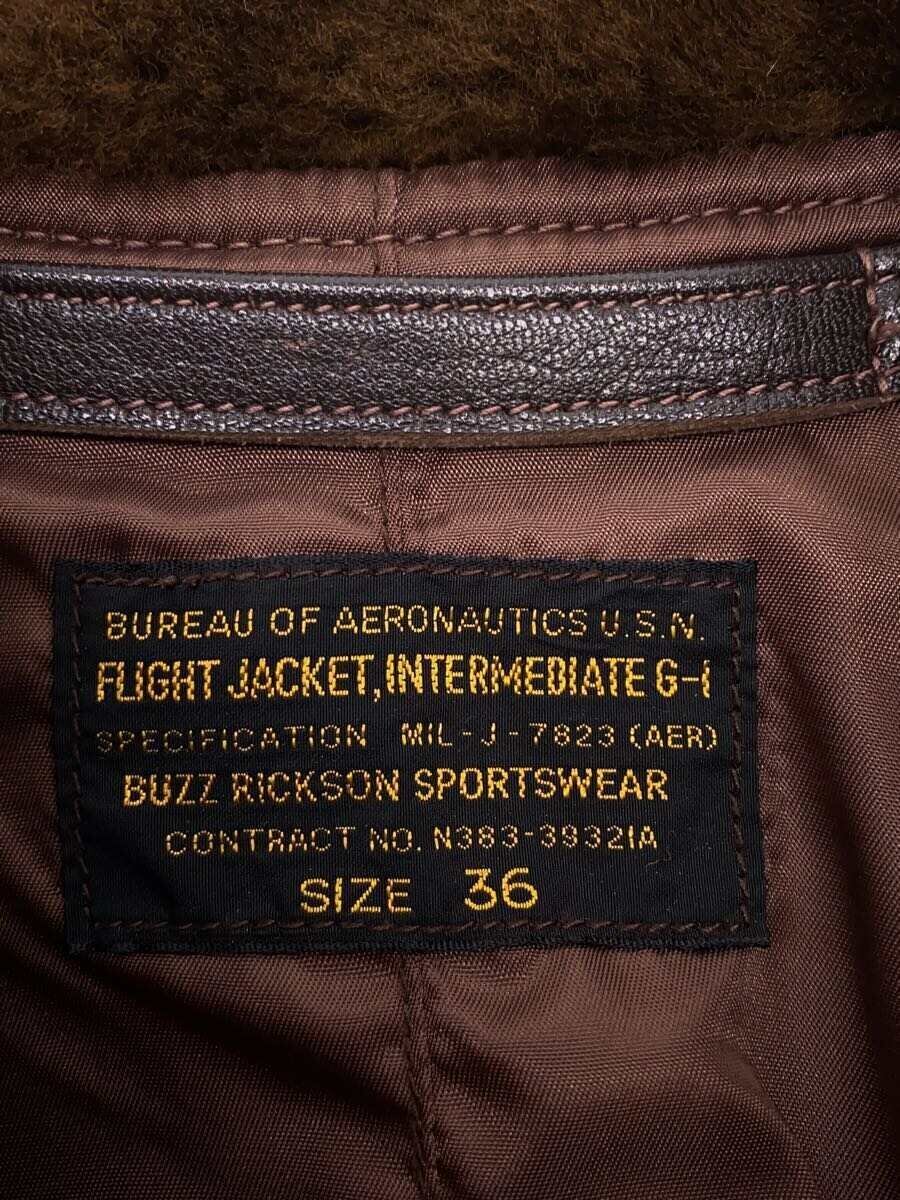 BUREAU OF AERONAUTICS U.S.N.
FLIGHT JACKET, INTERMEDIATE G-1
SPECIFICATION MIL-J-7823 (AER)
BUZZ RICKSON SPORTSWEAR
CONTRACT NO. N383-39321A
SIZE 36